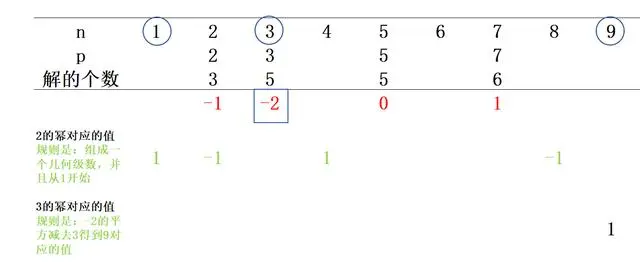 n 1 2 3 4 5 6 7 8 9
p 2 3 5 7
解的个数 3 5 5 6
-1 -2 0 1
2的幂对应的值
规则是：组成一
个几何级数，并
且从1开始
1 -1 1 -1
3的幂对应的值
规则是：-2的平
方减去3得到9对
应的值
1